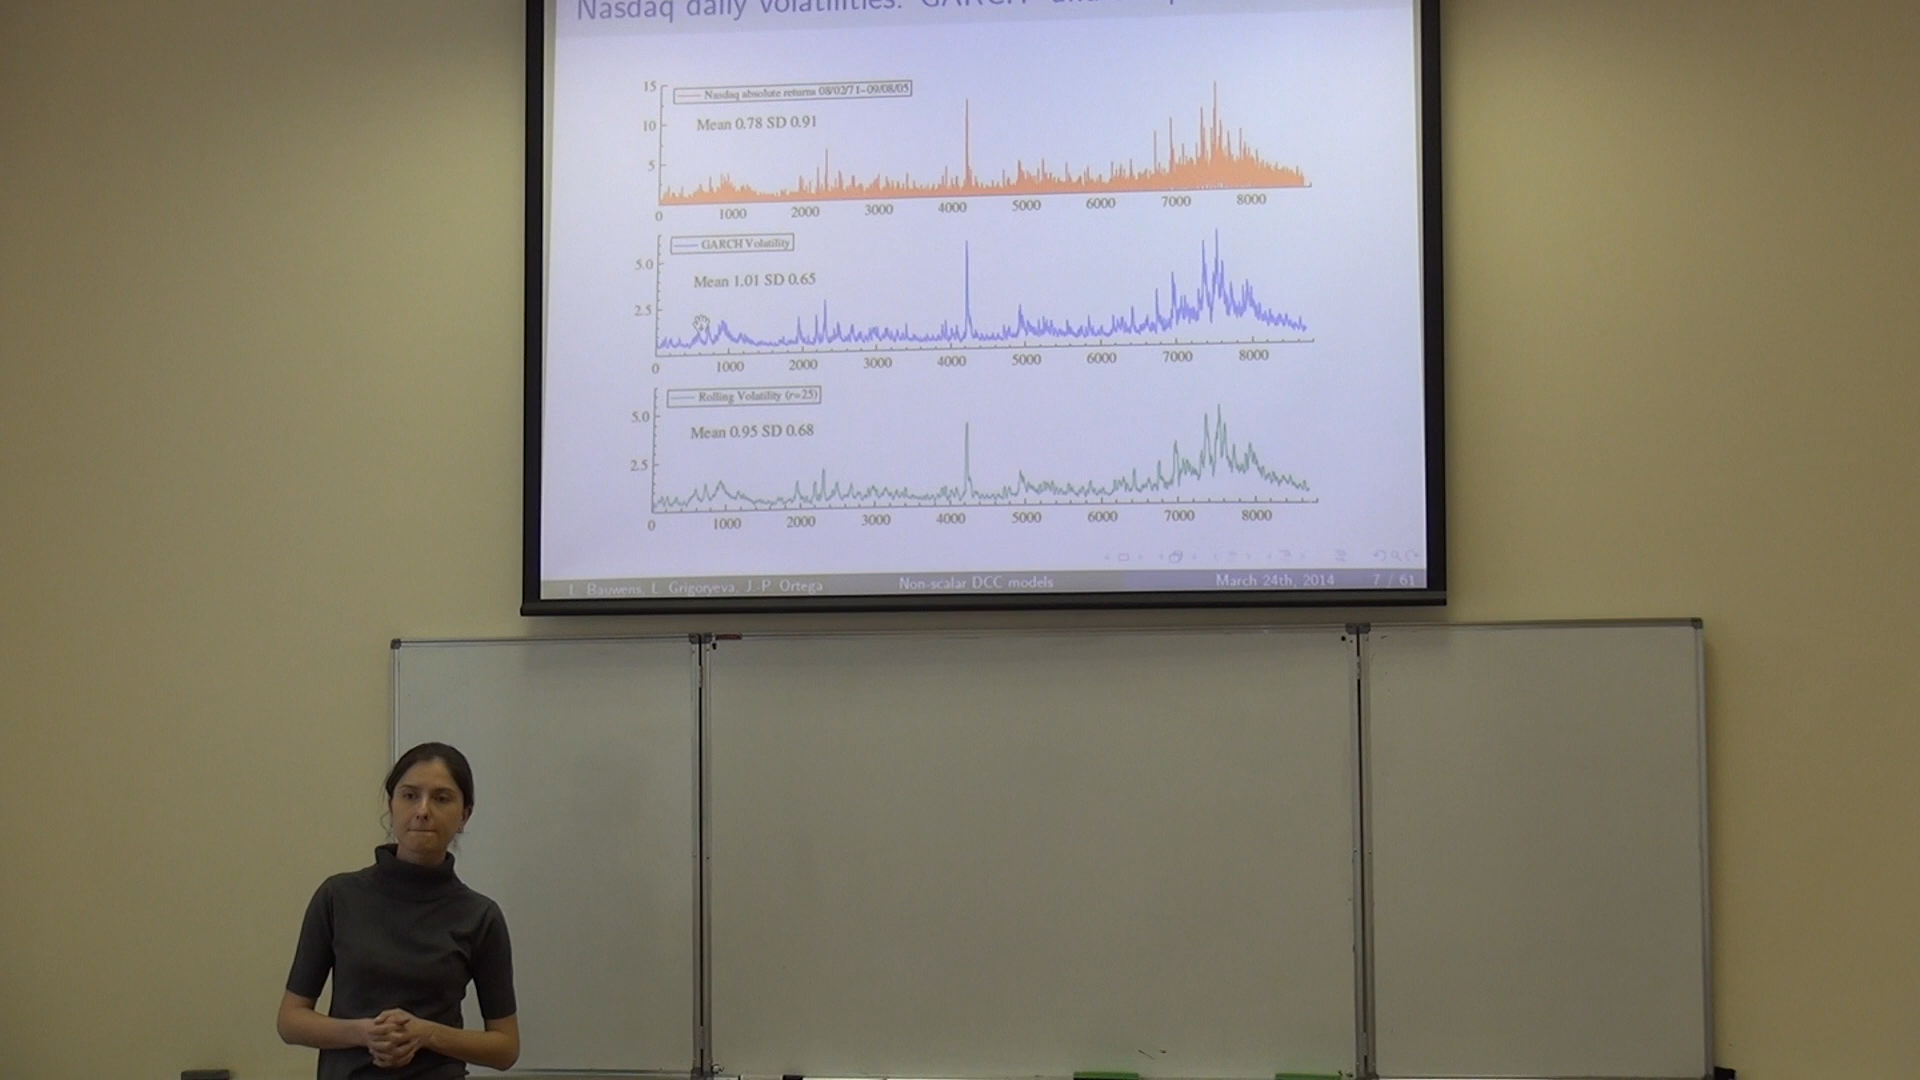 Nasdaq daily volatilities: GARCH
15
Nasdaq absolute returns 08/02/71–09/08/05
Mean 0.78 SD 0.91
10
5
0 1000 2000 3000 4000 5000 6000 7000 8000
GARCH Volatility
5.0
Mean 1.01 SD 0.65
2.5
0 1000 2000 3000 4000 5000 6000 7000 8000
Rolling Volatility (r=25)
5.0
Mean 0.95 SD 0.68
2.5
0 1000 2000 3000 4000 5000 6000 7000 8000
L. Bauwens, L. Grigoryeva, J.-P. Ortega Non-scalar DCC models March 24th, 2014 7 / 61